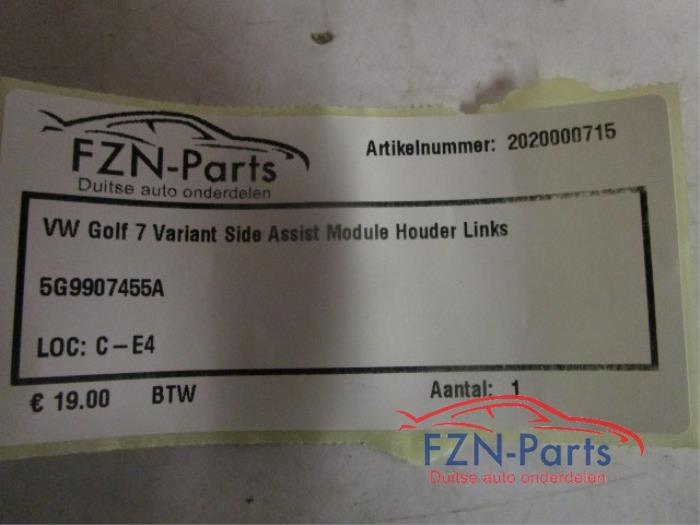 FZN-Parts
Duitse auto onderdelen
Artikelnummer: 2020000715
VW Golf 7 Variant Side Assist Module Houder Links
5G9907455A
LOC: C-E4
€ 19.00 BTW Aantal: 1
FZN-Parts
Duitse auto onderdelen